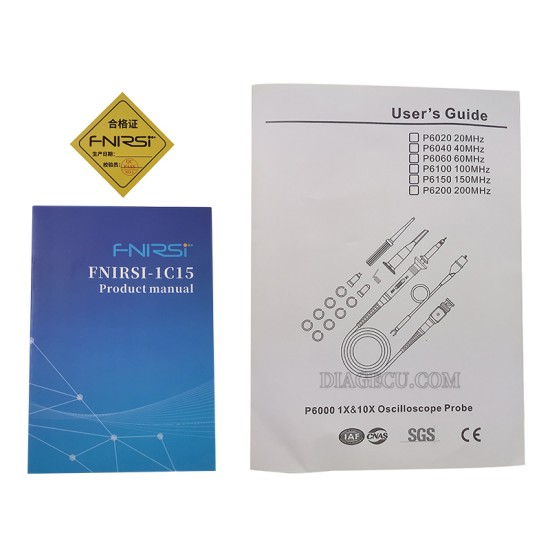 合格证
FNIRSI
生产日期:
校验员:
FNIRSI
FNIRSI-1C15
Product manual
User's Guide
P6020 20MHz
P6040 40MHz
P6060 60MHz
P6100 100MHz
P6150 150MHz
P6200 200MHz
DIAGECU.COM
P6000 1X&10X Oscilloscope Probe
IAF CNAS SGS CE